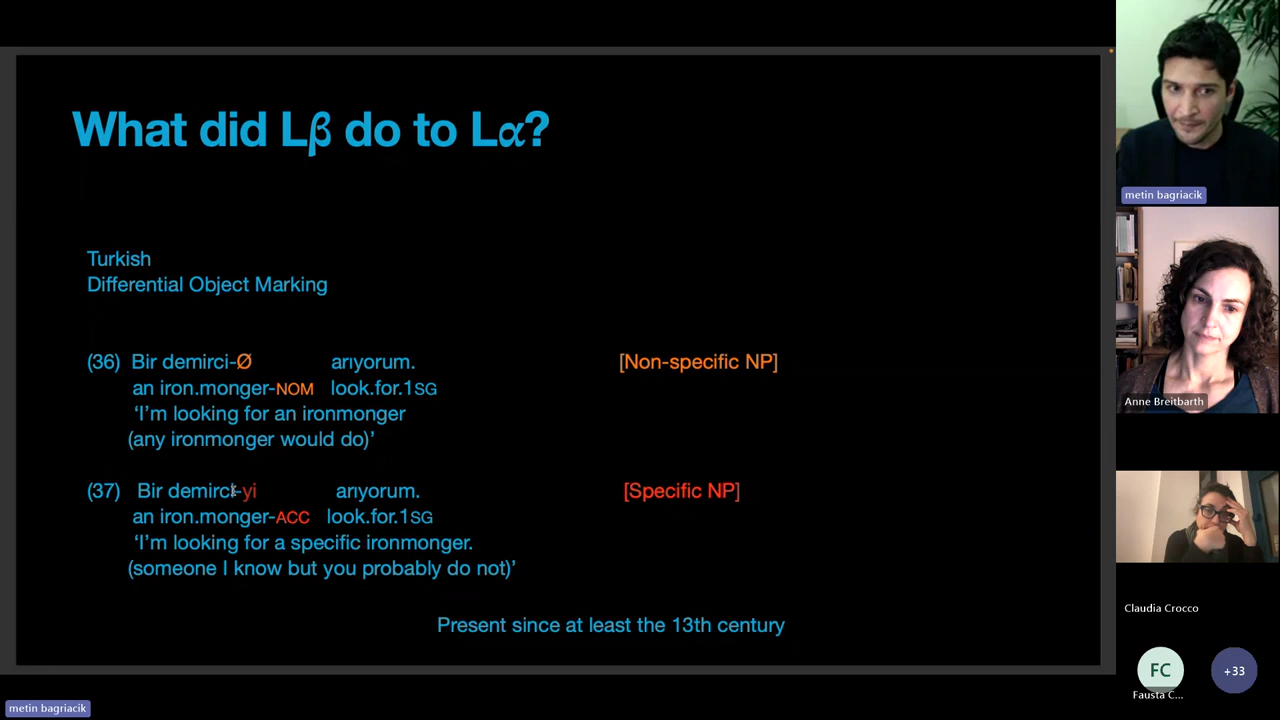 What did Lβ do to Lα?
Turkish
Differential Object Marking
(36) Bir demirci-Ø arıyorum. [Non-specific NP]
an iron.monger-NOM look.for.1SG
‘I’m looking for an ironmonger
(any ironmonger would do)’
(37) Bir demirci-yi arıyorum. [Specific NP]
an iron.monger-ACC look.for.1SG
‘I’m looking for a specific ironmonger.
(someone I know but you probably do not)’
Present since at least the 13th century
metin bagriacik
Anne Breitbarth
Claudia Crocco
FC
+33
Fausta C...
metin bagriacik